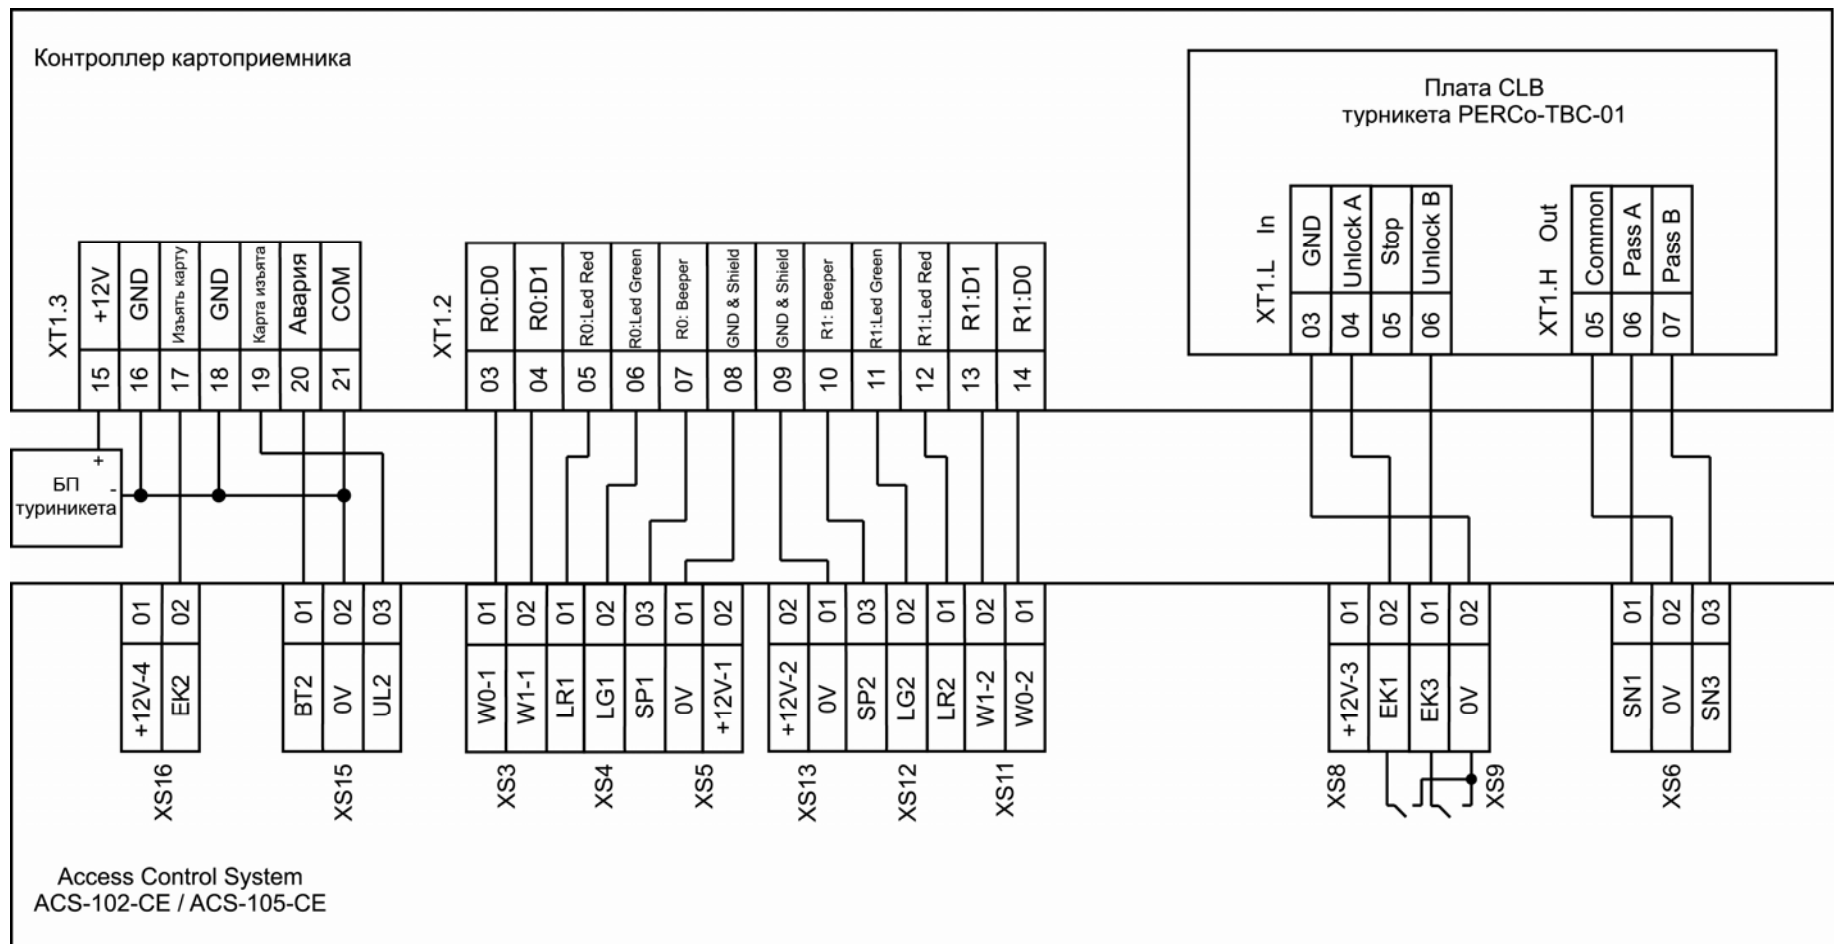 Контроллер картоприемника
Плата CLB
турникета PERCo-TBC-01
XT1.L In
GND
Unlock A
Stop
Unlock B
03
04
05
06
XT1.H Out
Common
Pass A
Pass B
05
06
07
XT1.3
+12V
GND
Изъять карту
GND
Карта изъята
Авария
COM
15
16
17
18
19
20
21
XT1.2
R0:D0
R0:D1
R0:Led Red
R0:Led Green
R0: Beeper
GND & Shield
GND & Shield
R1: Beeper
R1:Led Green
R1:Led Red
R1:D1
R1:D0
03
04
05
06
07
08
09
10
11
12
13
14
+
БП
-
туриникета
01
02
+12V-4
EK2
XS16
01
02
03
BT2
0V
UL2
XS15
01
02
01
02
03
01
02
W0-1
W1-1
LR1
LG1
SP1
0V
+12V-1
XS3
XS4
XS5
02
01
03
02
01
02
01
+12V-2
0V
SP2
LG2
LR2
W1-2
W0-2
XS13
XS12
XS11
01
02
01
02
+12V-3
EK1
EK3
0V
XS8
XS9
01
02
03
SN1
0V
SN3
XS6
Access Control System
ACS-102-CE / ACS-105-CE